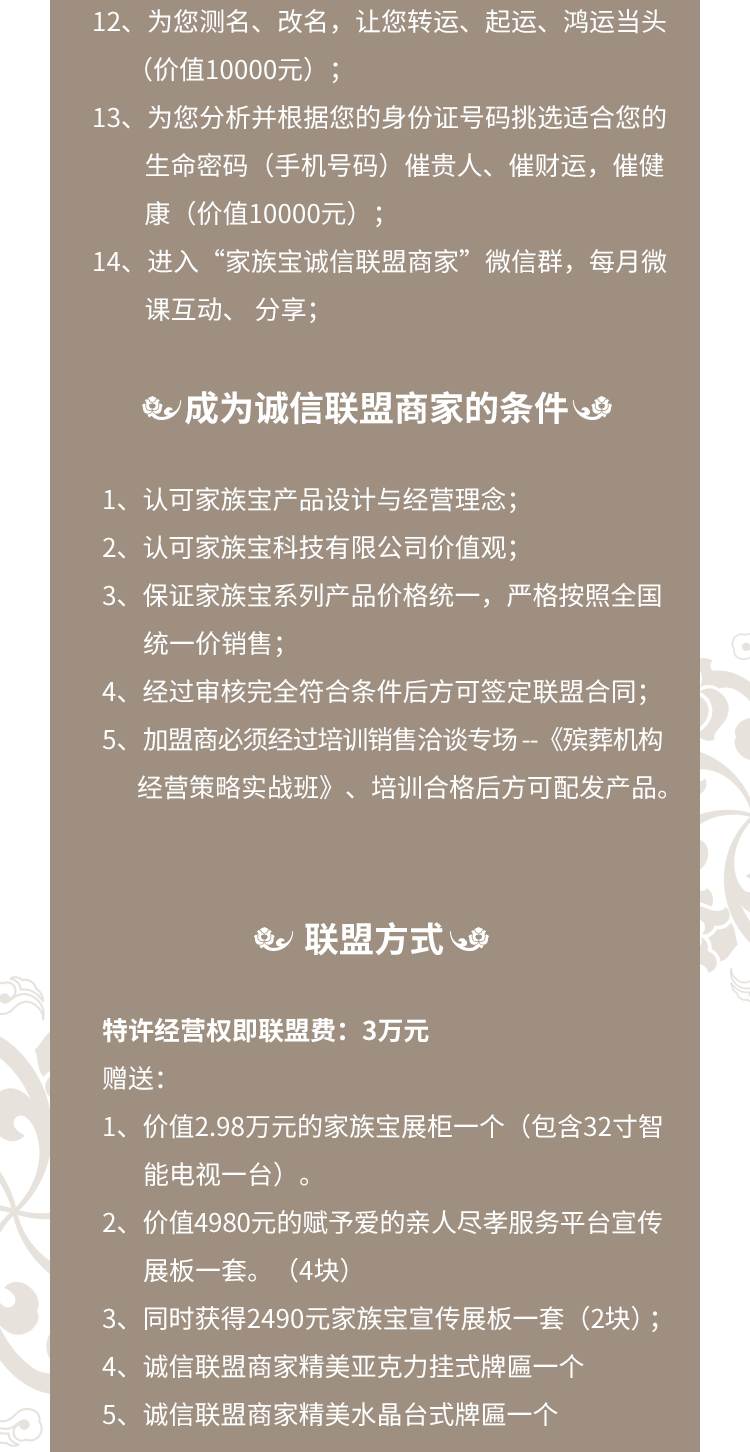 12、为您测名、改名，让您转运、起运、鸿运当头
（价值10000元）；
13、为您分析并根据您的身份证号码挑选适合您的
生命密码（手机号码）催贵人、催财运，催健
康（价值10000元）；
14、进入“家族宝诚信联盟商家”微信群，每月微
课互动、 分享；
成为诚信联盟商家的条件
1、认可家族宝产品设计与经营理念；
2、认可家族宝科技有限公司价值观；
3、保证家族宝系列产品价格统一，严格按照全国
统一价销售；
4、经过审核完全符合条件后方可签定联盟合同；
5、加盟商必须经过培训销售洽谈专场--《殡葬机构
经营策略实战班》、培训合格后方可配发产品。
联盟方式
特许经营权即联盟费：3万元
赠送：
1、价值2.98万元的家族宝展柜一个（包含32寸智
能电视一台）。
2、价值4980元的赋予爱的亲人尽孝服务平台宣传
展板一套。（4块）
3、同时获得2490元家族宝宣传展板一套（2块）；
4、诚信联盟商家精美亚克力挂式牌匾一个
5、诚信联盟商家精美水晶台式牌匾一个